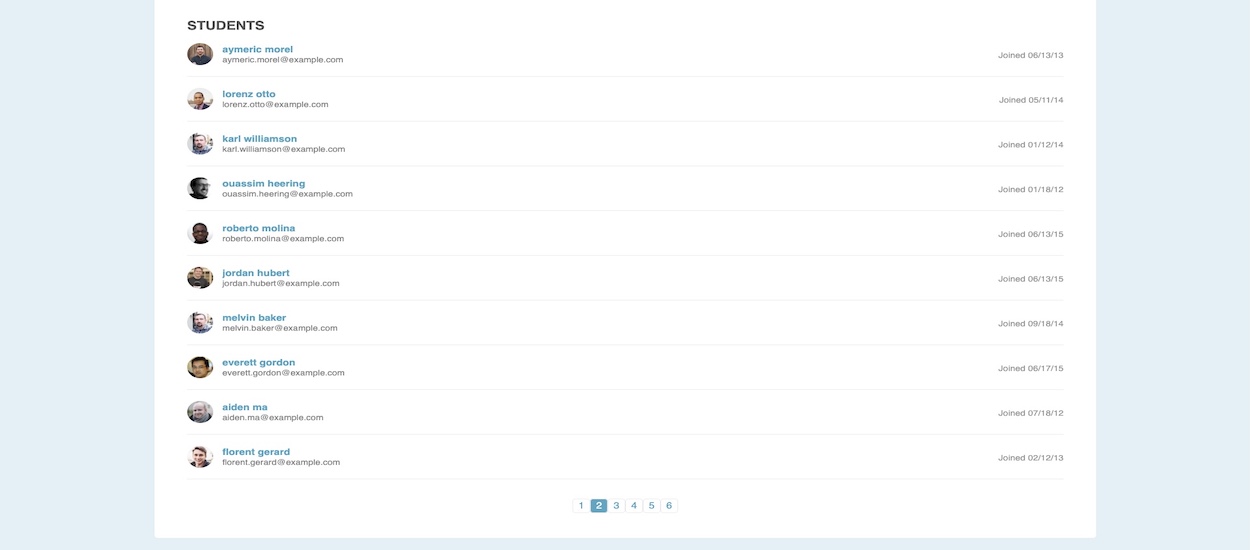 STUDENTS
aymeric morel
aymeric.morel@example.com
Joined 06/13/13
lorenz otto
lorenz.otto@example.com
Joined 05/11/14
karl williamson
karl.williamson@example.com
Joined 01/12/14
ouassim heering
ouassim.heering@example.com
Joined 01/18/12
roberto molina
roberto.molina@example.com
Joined 06/13/15
jordan hubert
jordan.hubert@example.com
Joined 06/13/15
melvin baker
melvin.baker@example.com
Joined 09/18/14
everett gordon
everett.gordon@example.com
Joined 06/17/15
aiden ma
aiden.ma@example.com
Joined 07/18/12
florent gerard
florent.gerard@example.com
Joined 02/12/13
1 2 3 4 5 6